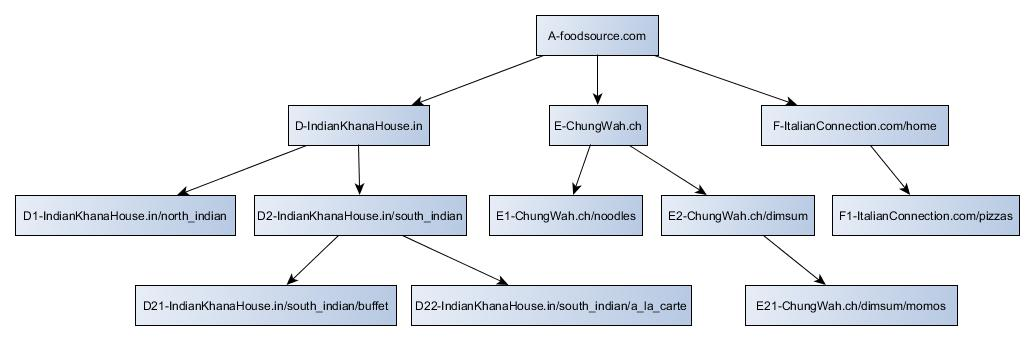 A-foodsource.com
D-IndianKhanaHouse.in
E-ChungWah.ch
F-ItalianConnection.com/home
D1-IndianKhanaHouse.in/north_indian
D2-IndianKhanaHouse.in/south_indian
E1-ChungWah.ch/noodles
E2-ChungWah.ch/dimsum
F1-ItalianConnection.com/pizzas
D21-IndianKhanaHouse.in/south_indian/buffet
D22-IndianKhanaHouse.in/south_indian/a_la_carte
E21-ChungWah.ch/dimsum/momos